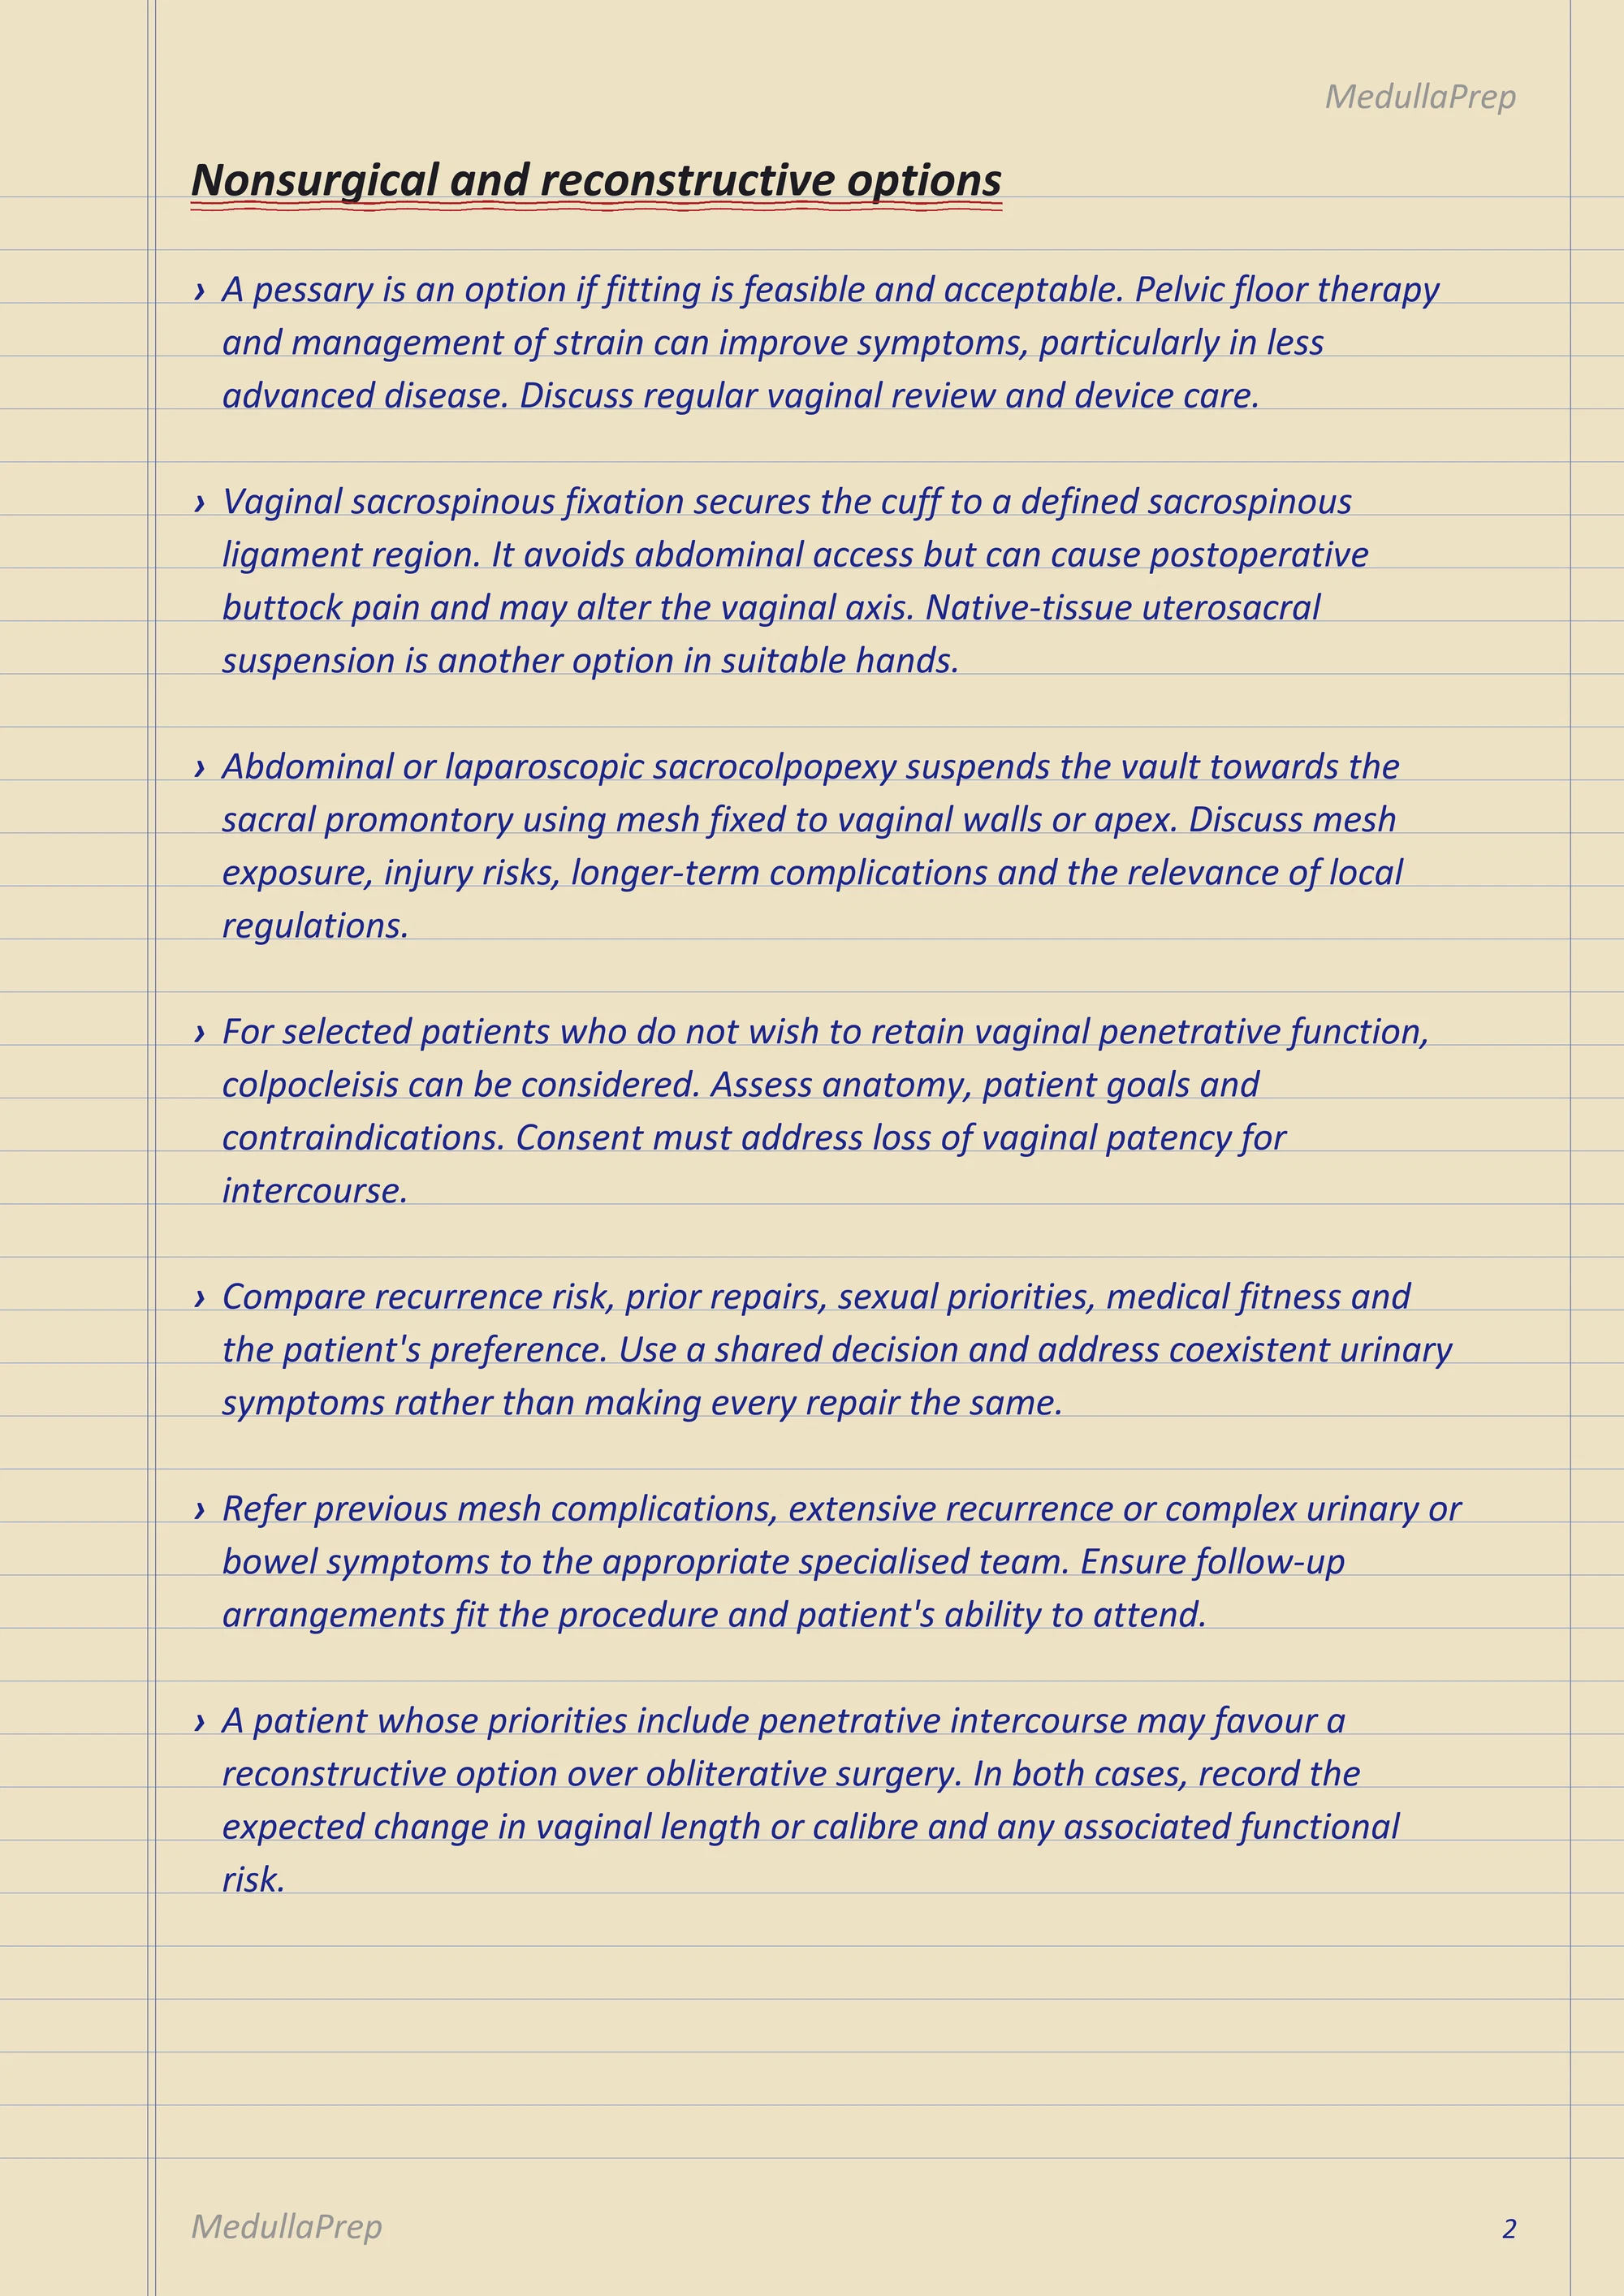 MedullaPrep
Nonsurgical and reconstructive options
› A pessary is an option if fitting is feasible and acceptable. Pelvic floor therapy
and management of strain can improve symptoms, particularly in less
advanced disease. Discuss regular vaginal review and device care.
› Vaginal sacrospinous fixation secures the cuff to a defined sacrospinous
ligament region. It avoids abdominal access but can cause postoperative
buttock pain and may alter the vaginal axis. Native-tissue uterosacral
suspension is another option in suitable hands.
› Abdominal or laparoscopic sacrocolpopexy suspends the vault towards the
sacral promontory using mesh fixed to vaginal walls or apex. Discuss mesh
exposure, injury risks, longer-term complications and the relevance of local
regulations.
› For selected patients who do not wish to retain vaginal penetrative function,
colpocleisis can be considered. Assess anatomy, patient goals and
contraindications. Consent must address loss of vaginal patency for
intercourse.
› Compare recurrence risk, prior repairs, sexual priorities, medical fitness and
the patient's preference. Use a shared decision and address coexistent urinary
symptoms rather than making every repair the same.
› Refer previous mesh complications, extensive recurrence or complex urinary or
bowel symptoms to the appropriate specialised team. Ensure follow-up
arrangements fit the procedure and patient's ability to attend.
› A patient whose priorities include penetrative intercourse may favour a
reconstructive option over obliterative surgery. In both cases, record the
expected change in vaginal length or calibre and any associated functional
risk.
MedullaPrep
2